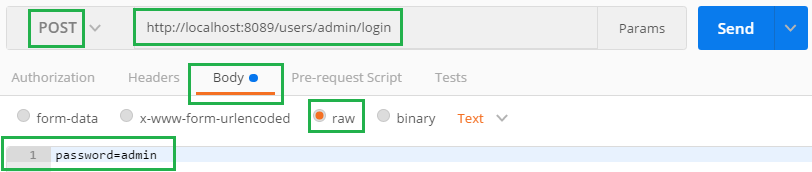 POST http://localhost:8089/users/admin/login Params Send
Authorization Headers Body Pre-request Script Tests
form-data x-www-form-urlencoded raw binary Text
1 password=admin